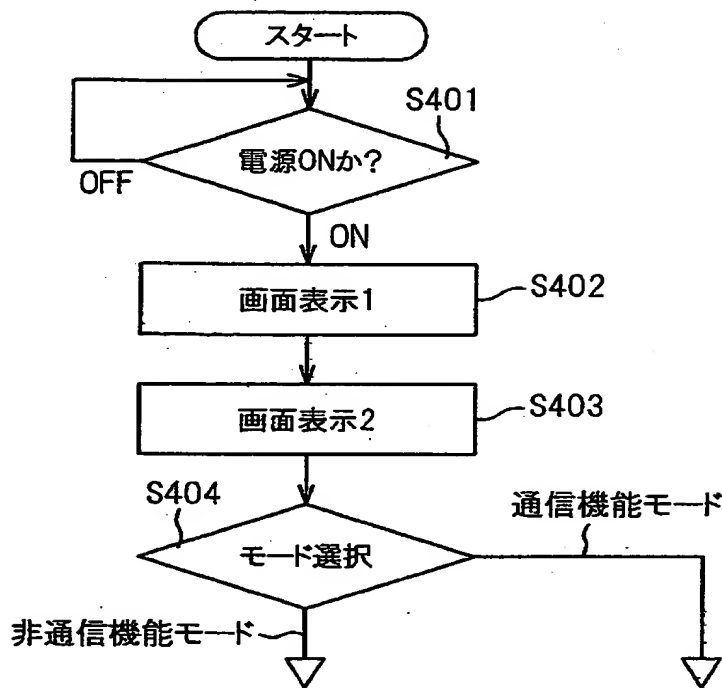 スタート
S401
電源ONか?
OFF
ON
画面表示1
S402
画面表示2
S403
S404
通信機能モード
モード選択
非通信機能モード